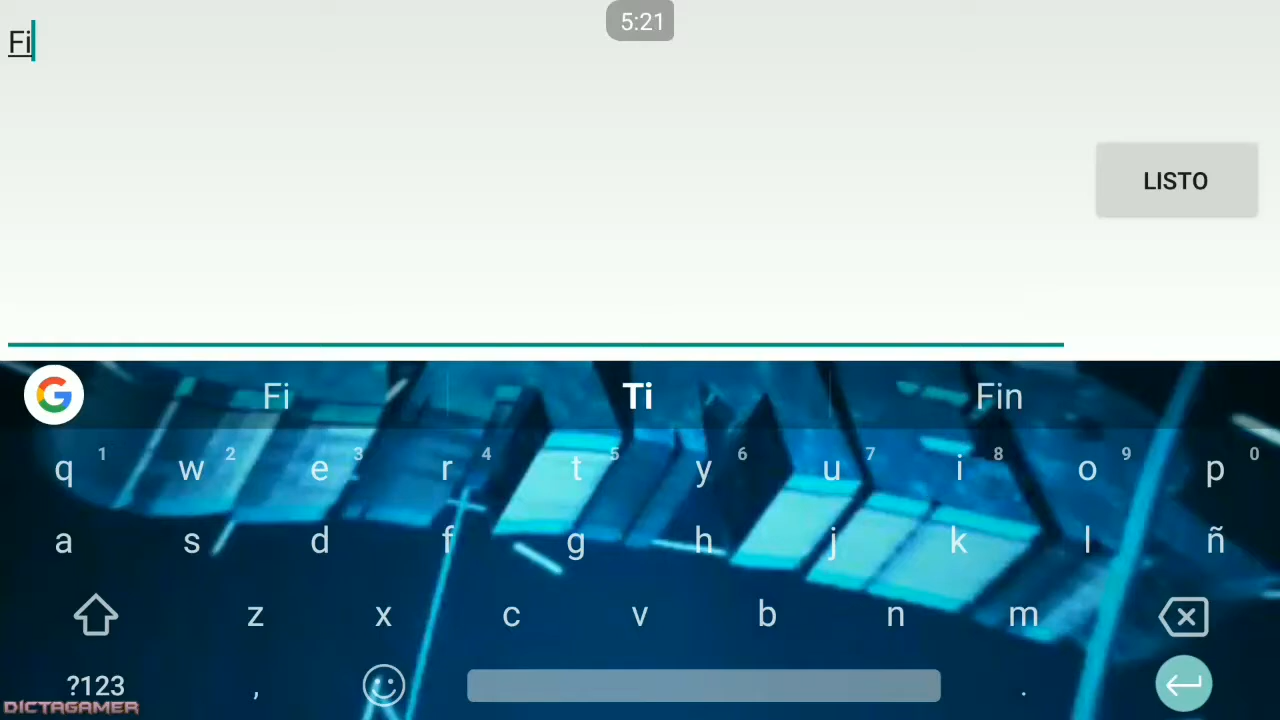 5:21
Fi
LISTO
Fi Ti Fin
q 1 w 2 e 3 r 4 t 5 y 6 u 7 i 8 o 9 p 0
a s d f g h j k l ñ
z x c v b n m
?123 , .
DICTAGAMER